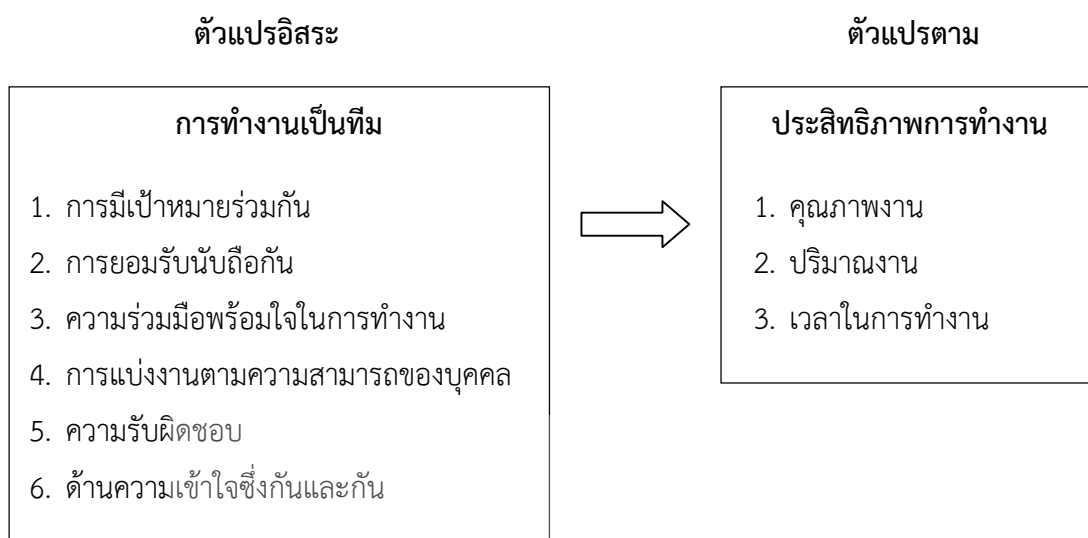 ตัวแปรอิสระ
การทำงานเป็นทีม
1. การมีเป้าหมายร่วมกัน
2. การยอมรับนับถือกัน
3. ความร่วมมือพร้อมใจในการทำงาน
4. การแบ่งงานตามความสามารถของบุคคล
5. ความรับผิดชอบ
6. ด้านความเข้าใจซึ่งกันและกัน
ตัวแปรตาม
ประสิทธิภาพการทำงาน
1. คุณภาพงาน
2. ปริมาณงาน
3. เวลาในการทำงาน